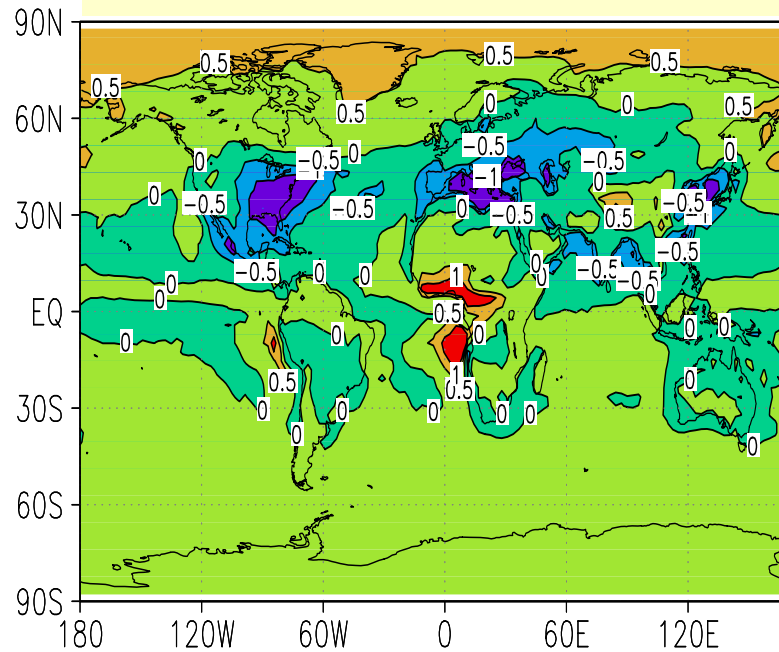 90N
0.5 0.5 0.5
0.5 0.5
60N 0.5 0 0 0.5
0 0 −0.5 −0.5 −0.5 0
0 −1 0
30N −0.5 −0.5 0 −0.5 0.5 −0.5
−0.5
0 −0.5 0 0 1 0 0 −0.5 −0.5 0
EQ 0 0.5 0 0
0 0 0
0.5 1 0.5 0
30S 0 0 0 0 0
0 0
60S
90S
180 120W 60W 0 60E 120E